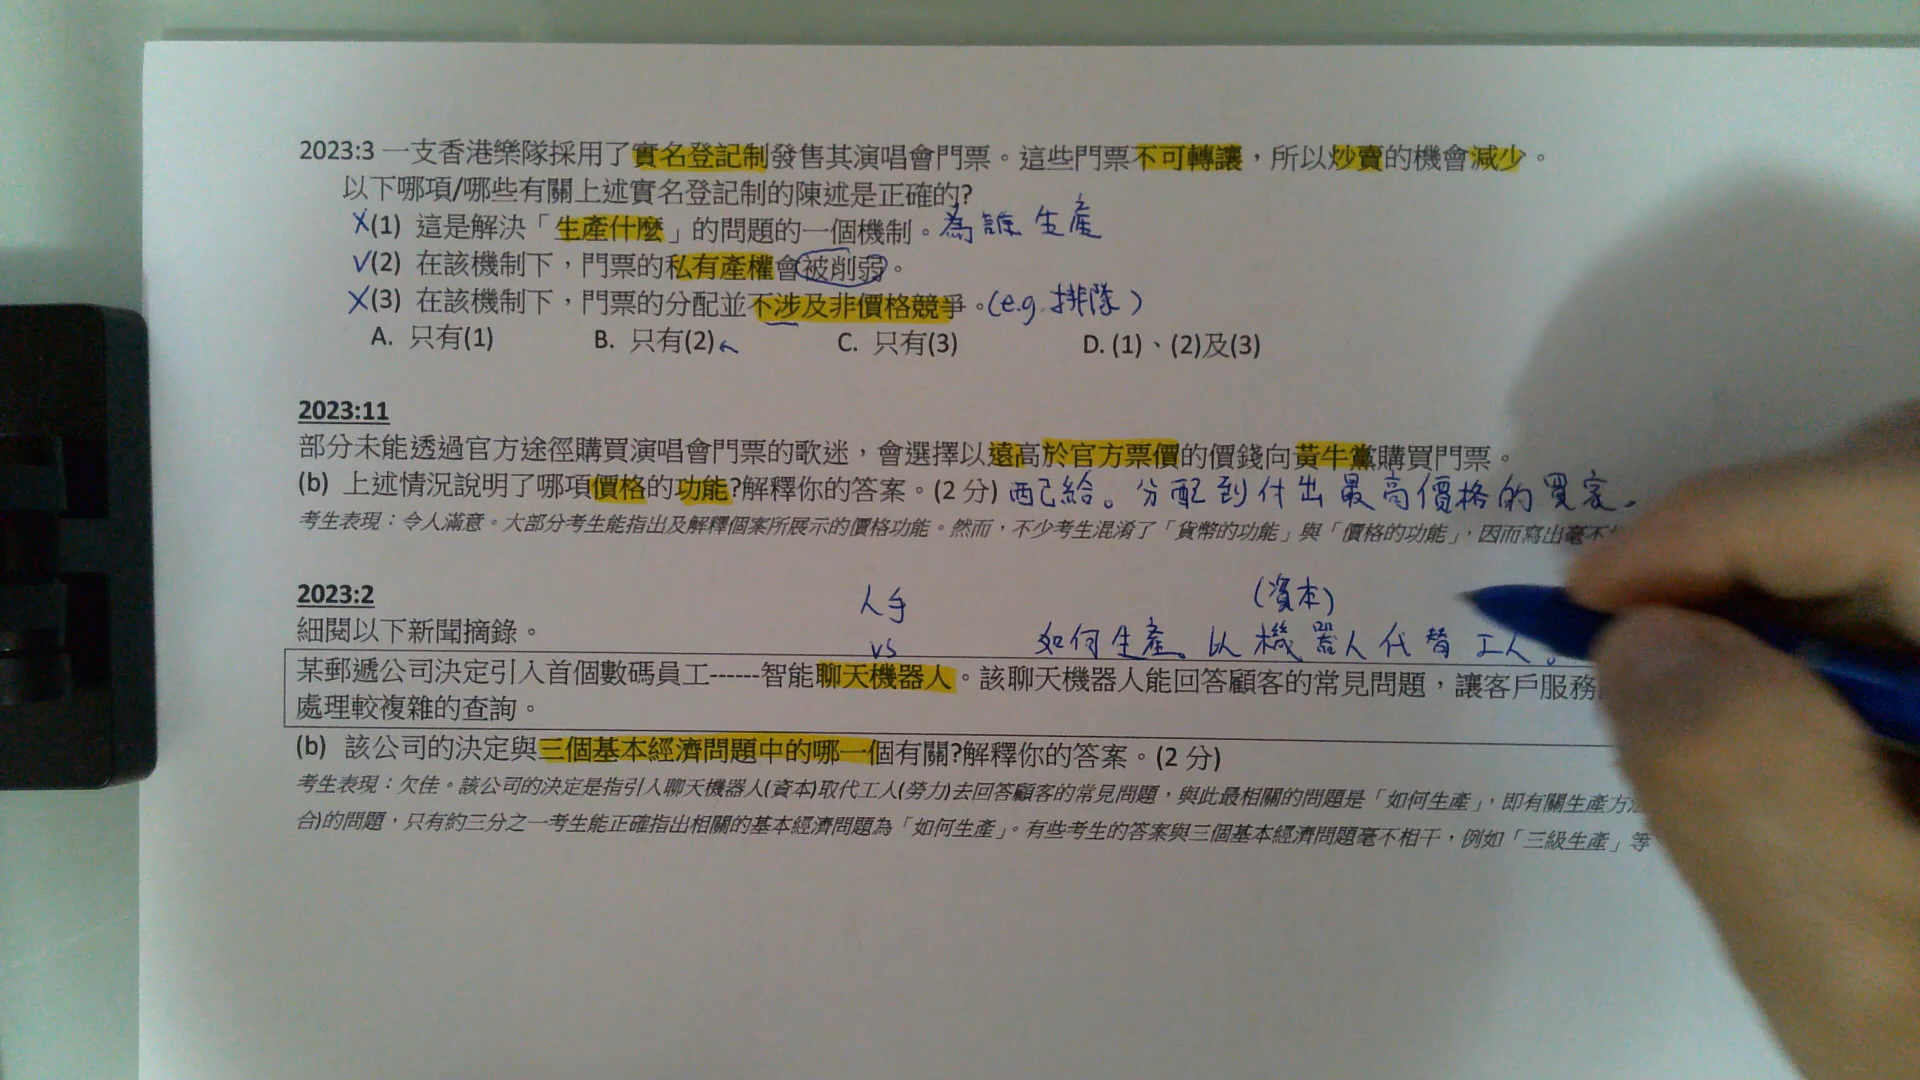 2023:3 一支香港樂隊採用了實名登記制發售其演唱會門票。這些門票不可轉讓，所以炒賣的機會減少。
以下哪項/哪些有關上述實名登記制的陳述是正確的?
X(1) 這是解決「生產什麼」的問題的一個機制。為誰生產
✓(2) 在該機制下，門票的私有產權會被削弱。
X(3) 在該機制下，門票的分配並不涉及非價格競爭。(e.g. 排隊)
A. 只有(1) B. 只有(2) C. 只有(3) D. (1)、(2)及(3)
2023:11
部分未能透過官方途徑購買演唱會門票的歌迷，會選擇以遠高於官方票價的價錢向黃牛黨購買門票。
(b) 上述情況說明了哪項價格的功能?解釋你的答案。(2 分) 配給。分配到付出最高價格的買家。
考生表現：令人滿意。大部分考生能指出及解釋個案所展示的價格功能。然而，不少考生混淆了「貨幣的功能」與「價格的功能」，因而寫出毫不
2023:2
人手 (資本)
細閱以下新聞摘錄。
vs 如何生產。以機器人代替工人。
某郵遞公司決定引入首個數碼員工------智能聊天機器人。該聊天機器人能回答顧客的常見問題，讓客戶服務
處理較複雜的查詢。
(b) 該公司的決定與三個基本經濟問題中的哪一個有關?解釋你的答案。(2 分)
考生表現：欠佳。該公司的決定是指引入聊天機器人(資本)取代工人(勞力)去回答顧客的常見問題，與此最相關的問題是「如何生產」，即有關生產方
合)的問題，只有約三分之一考生能正確指出相關的基本經濟問題為「如何生產」。有些考生的答案與三個基本經濟問題毫不相干，例如「三級生產」等